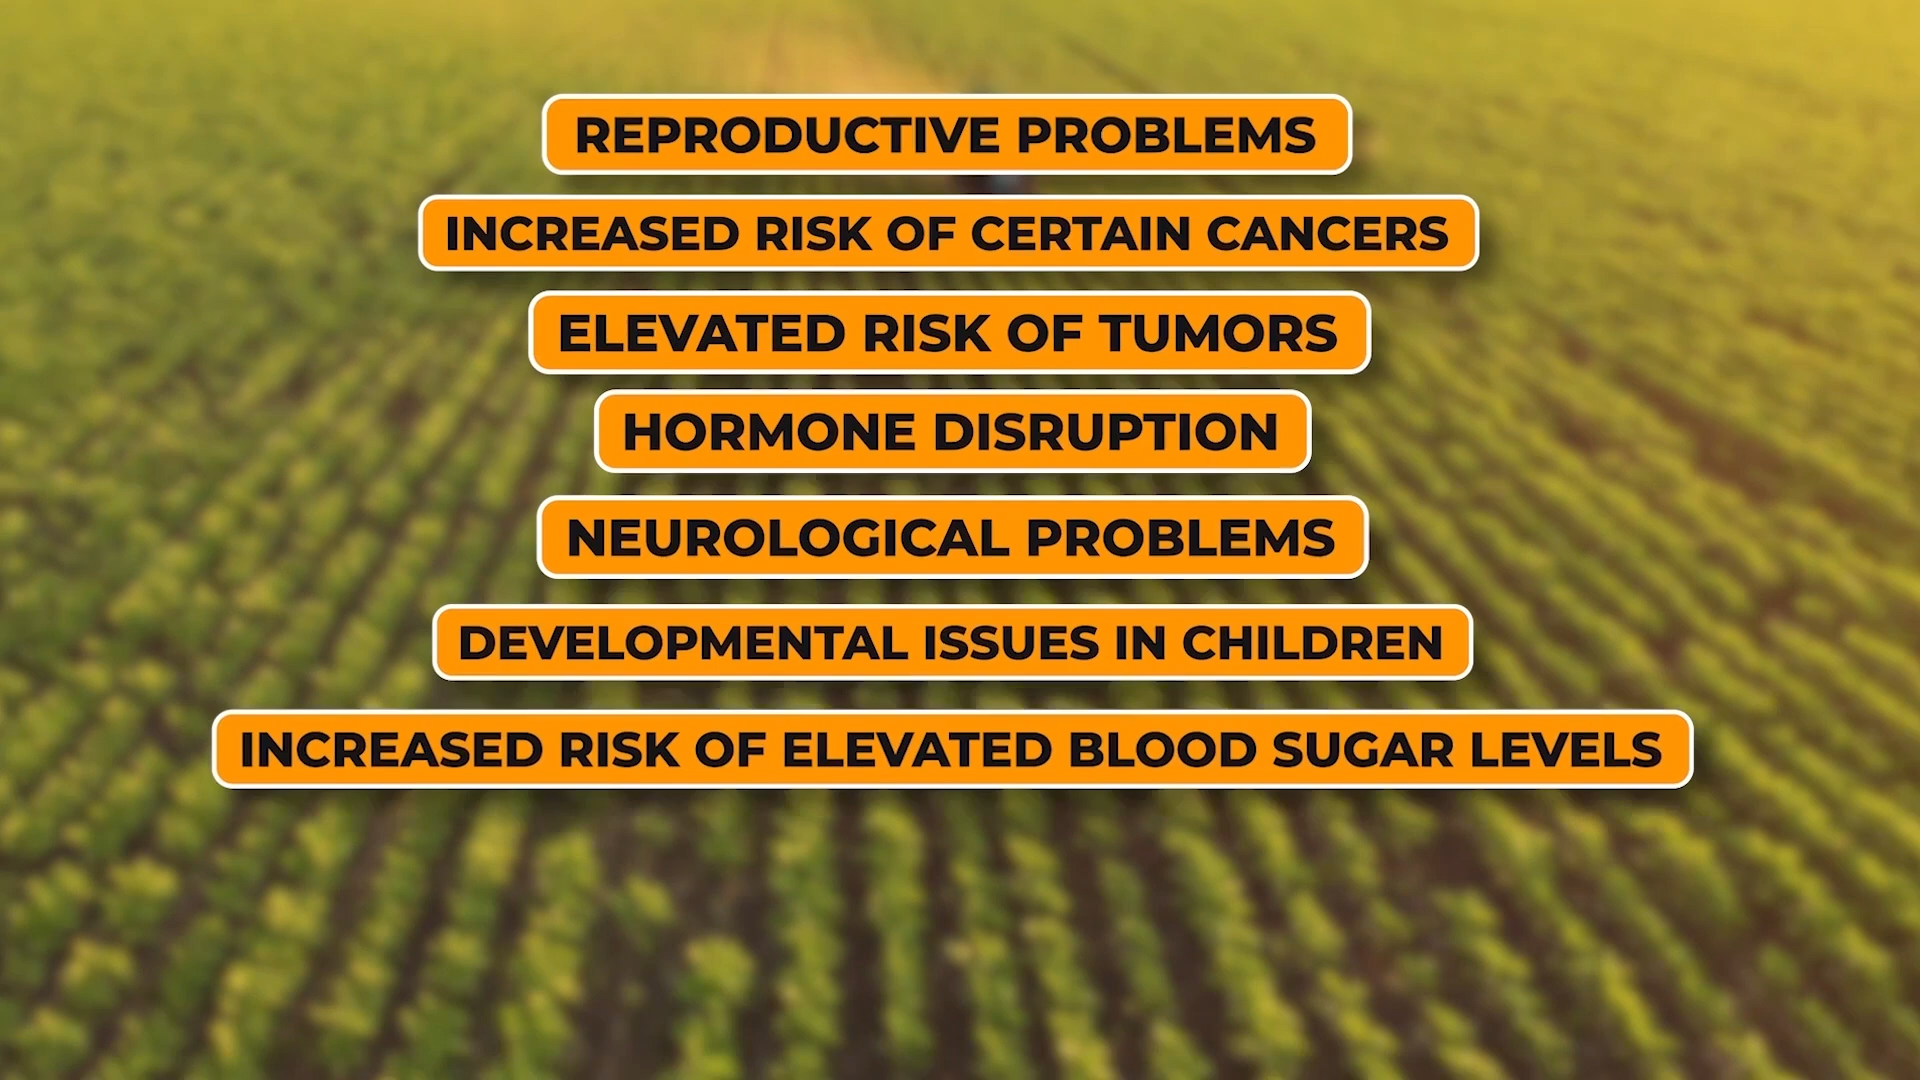 REPRODUCTIVE PROBLEMS
INCREASED RISK OF CERTAIN CANCERS
ELEVATED RISK OF TUMORS
HORMONE DISRUPTION
NEUROLOGICAL PROBLEMS
DEVELOPMENTAL ISSUES IN CHILDREN
INCREASED RISK OF ELEVATED BLOOD SUGAR LEVELS